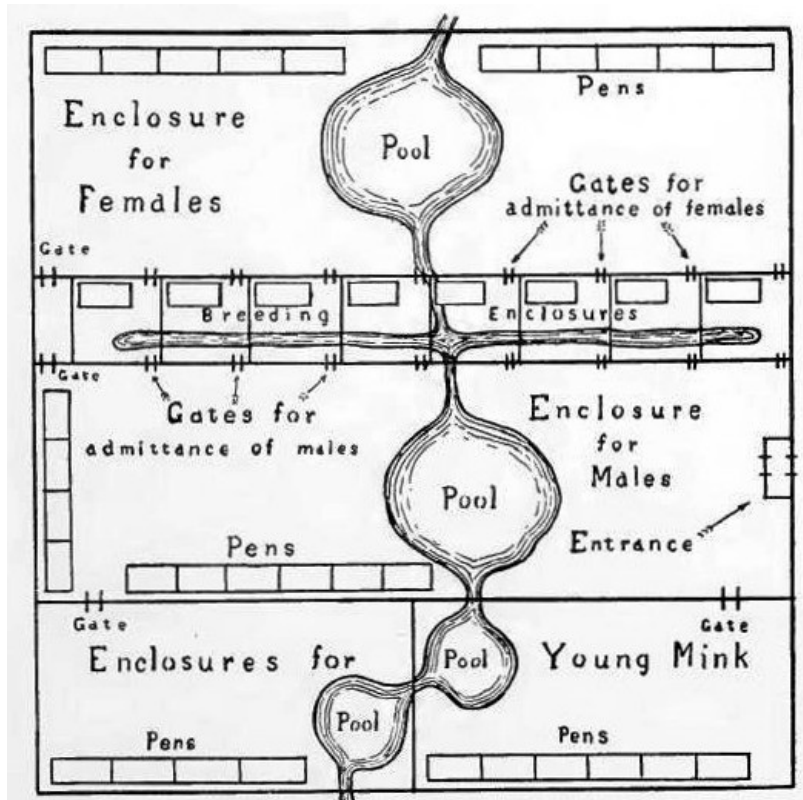 Pens
Enclosure
for
Females
Pool
Gates for
admittance of females
Gate
Breeding Enclosures
Gate
Gates for
admittance of males
Enclosure
for
Males
Pool
Entrance
Pens
Gate
Gate
Enclosures for Young Mink
Pool
Pool
Pens
Pens